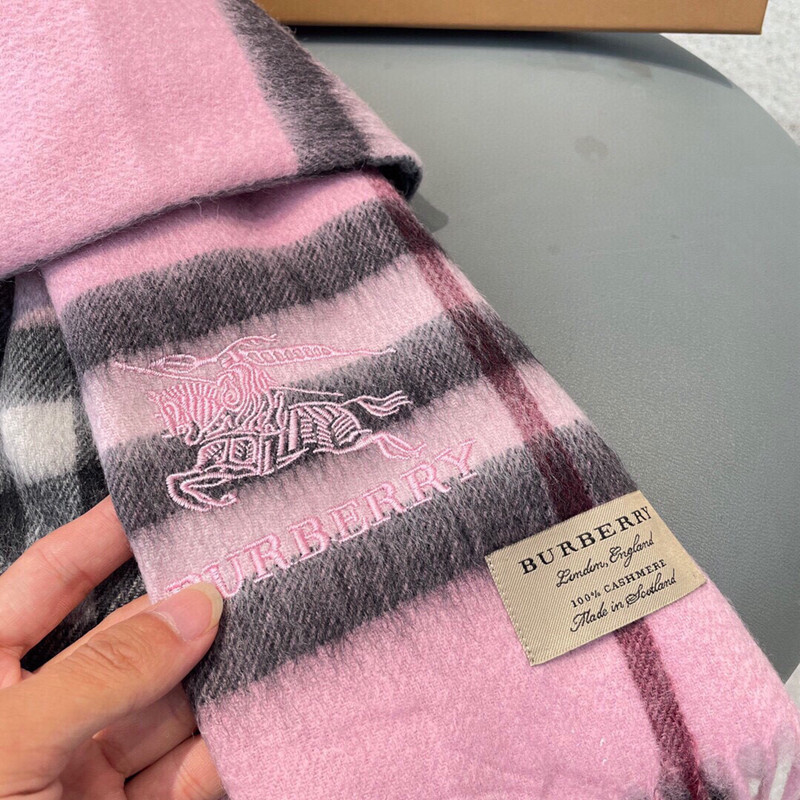 BURBERRY
BURBERRY
London, England
100% CASHMERE
Made in Scotland